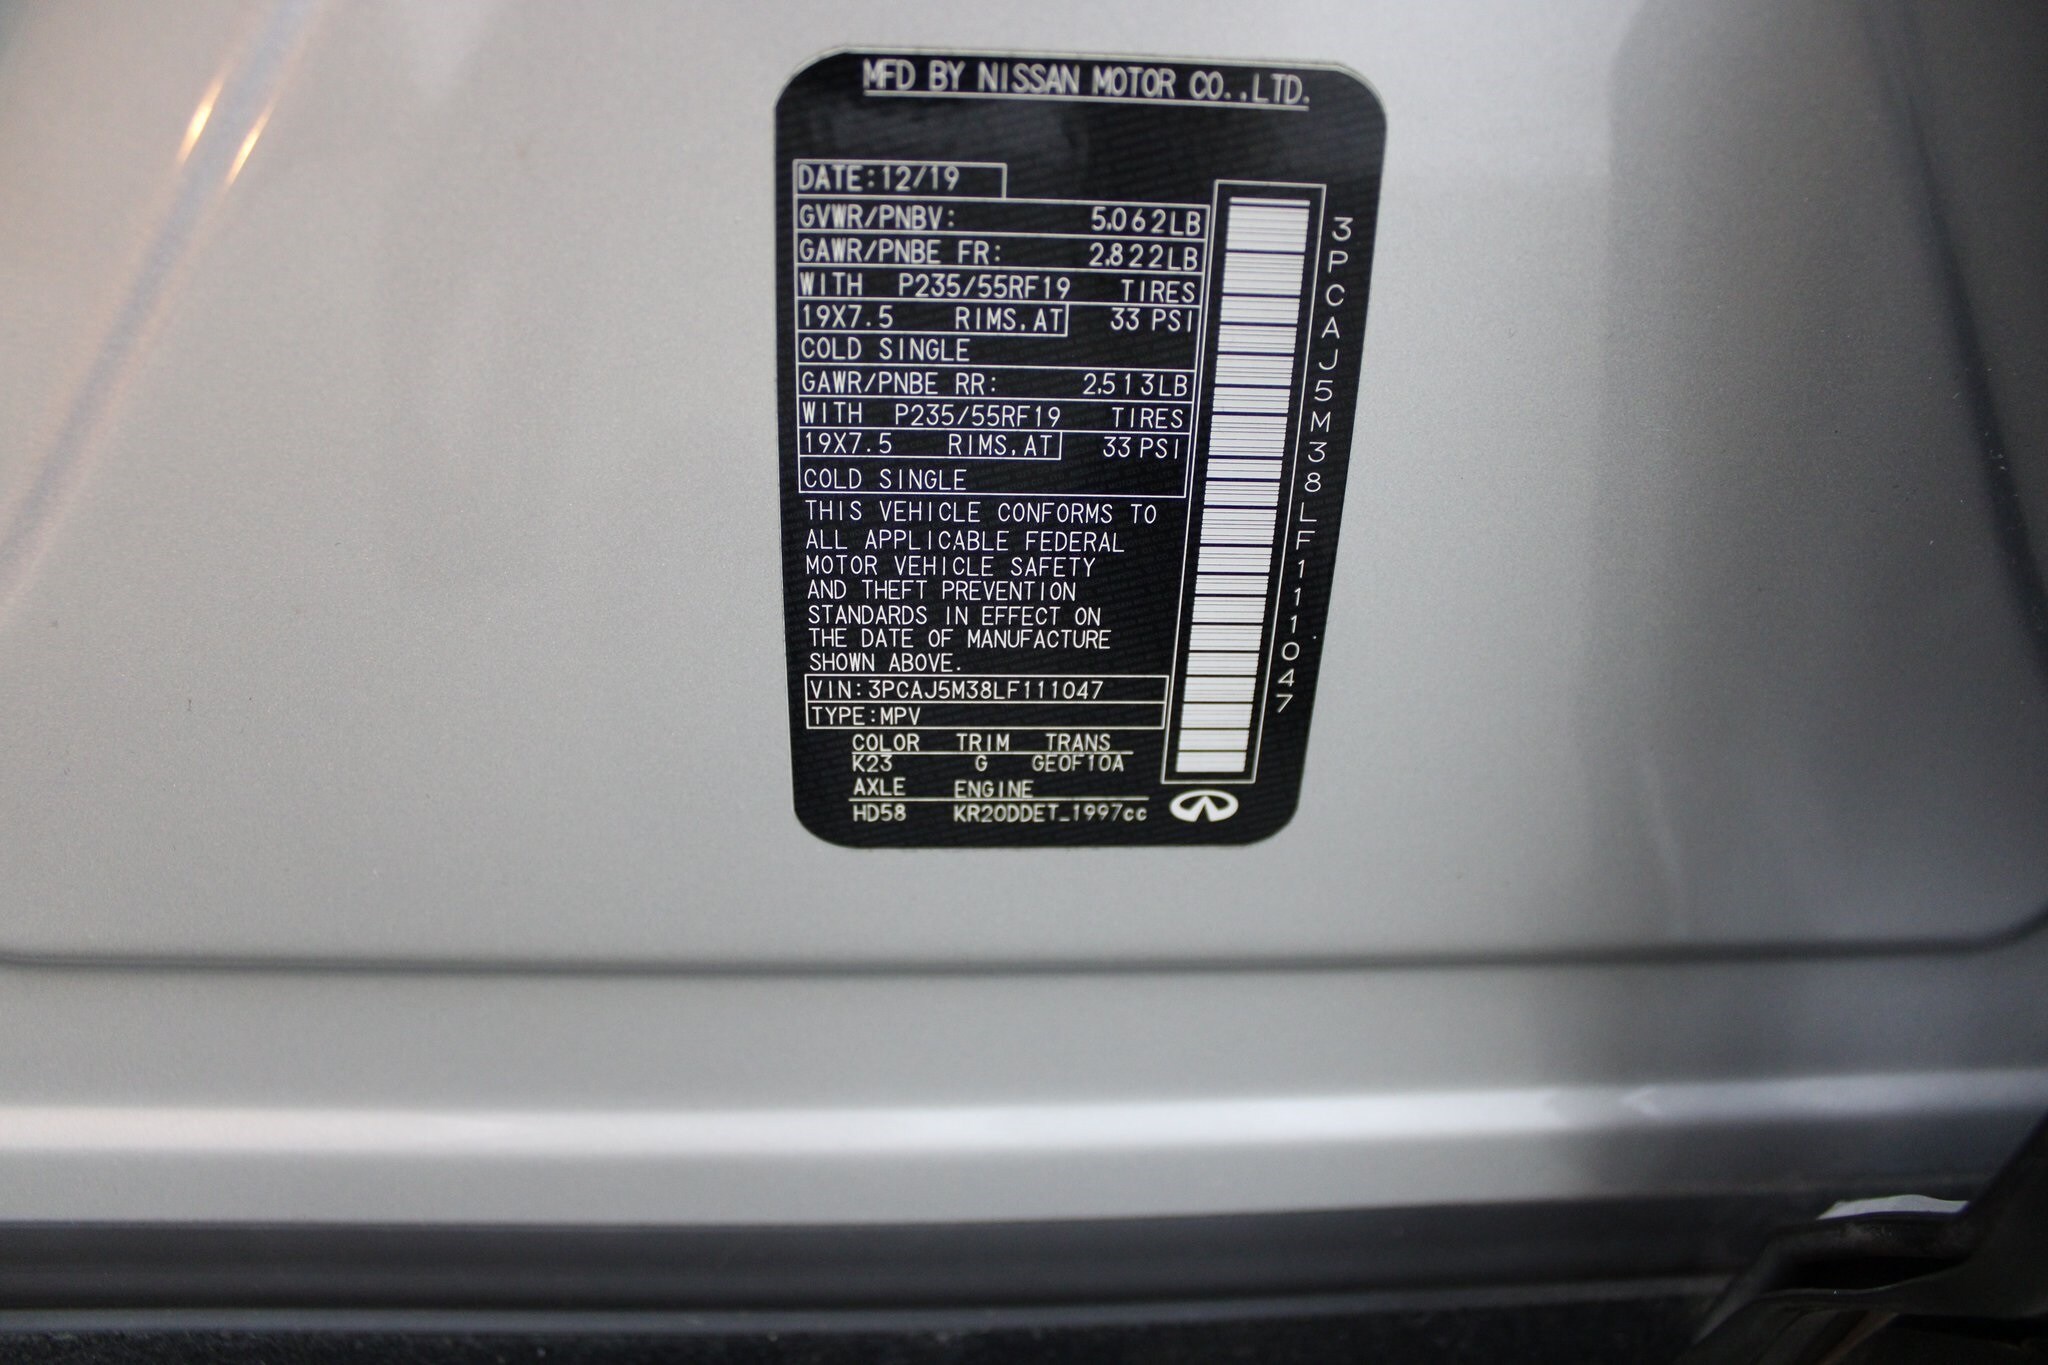 MFD BY NISSAN MOTOR CO.,LTD.
DATE:12/19
GVWR/PNBV: 5,062LB
GAWR/PNBE FR: 2,822LB
WITH P235/55RF19 TIRES
19X7.5 RIMS, AT 33 PSI
COLD SINGLE
GAWR/PNBE RR: 2,513LB
WITH P235/55RF19 TIRES
19X7.5 RIMS, AT 33 PSI
COLD SINGLE
THIS VEHICLE CONFORMS TO
ALL APPLICABLE FEDERAL
MOTOR VEHICLE SAFETY
AND THEFT PREVENTION
STANDARDS IN EFFECT ON
THE DATE OF MANUFACTURE
SHOWN ABOVE.
VIN:3PCAJ5M38LF111047
TYPE:MPV
COLOR TRIM TRANS
K23 G GE0F10A
AXLE ENGINE
HD58 KR20DDET_1997cc
3PCAJ5M38LF111047